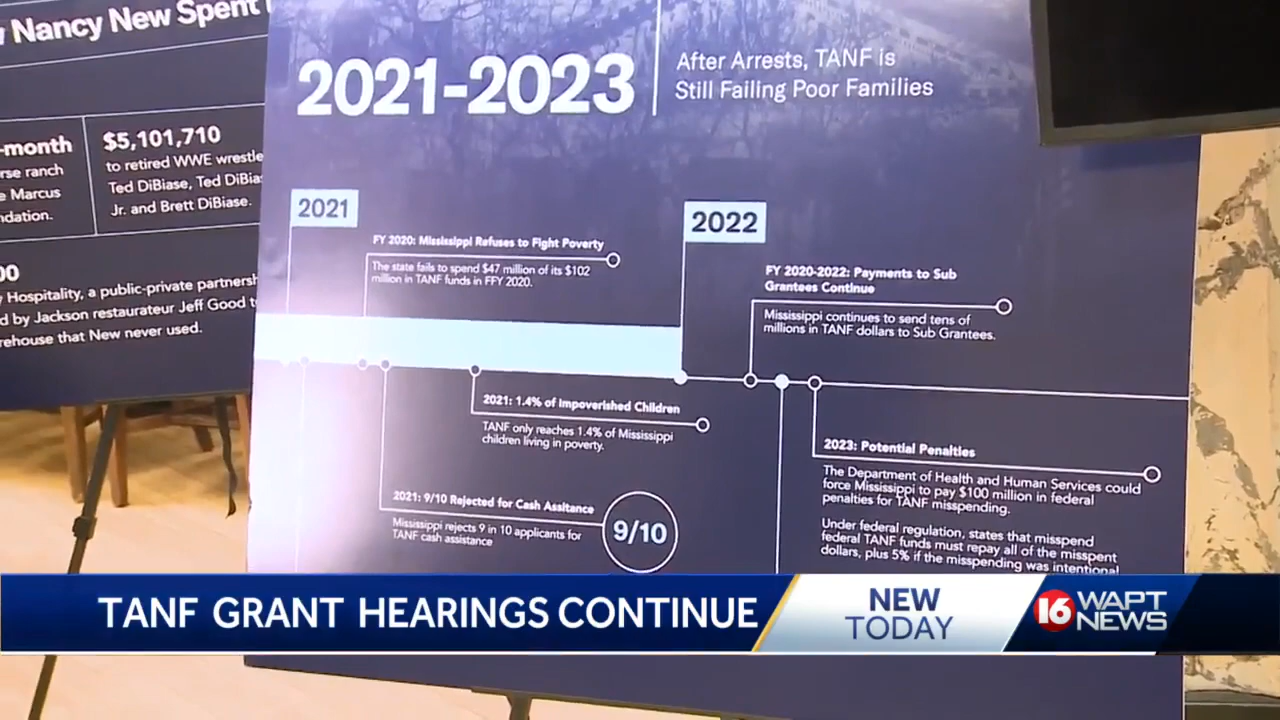 Nancy New Spent
-month
rse ranch
e Marcus
ndation.
$5,101,710
to retired WWE wrestle
Ted DiBiase, Ted DiBia
Jr. and Brett DiBiase.
00
Hospitality, a public-private partnersh
d by Jackson restaurateur Jeff Good t
rehouse that New never used.
2021-2023
After Arrests, TANF is
Still Failing Poor Families
2021
FY 2020: Mississippi Refuses to Fight Poverty
The state fails to spend $47 million of its $102
million in TANF funds in FFY 2020.
2022
FY 2020-2022: Payments to Sub
Grantees Continue
Mississippi continues to send tens of
millions in TANF dollars to Sub Grantees.
2021: 1.4% of Impoverished Children
TANF only reaches 1.4% of Mississippi
children living in poverty.
2021: 9/10 Rejected for Cash Assitance
Mississippi rejects 9 in 10 applicants for
TANF cash assistance
9/10
2023: Potential Penalties
The Department of Health and Human Services could
force Mississippi to pay $100 million in federal
penalties for TANF misspending.
Under federal regulation, states that misspend
federal TANF funds must repay all of the misspent
dollars, plus 5% if the misspending was intentional
TANF GRANT HEARINGS CONTINUE
NEW
TODAY
16 WAPT
NEWS